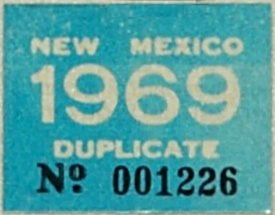 NEW MEXICO
1969
DUPLICATE
Nº 001226